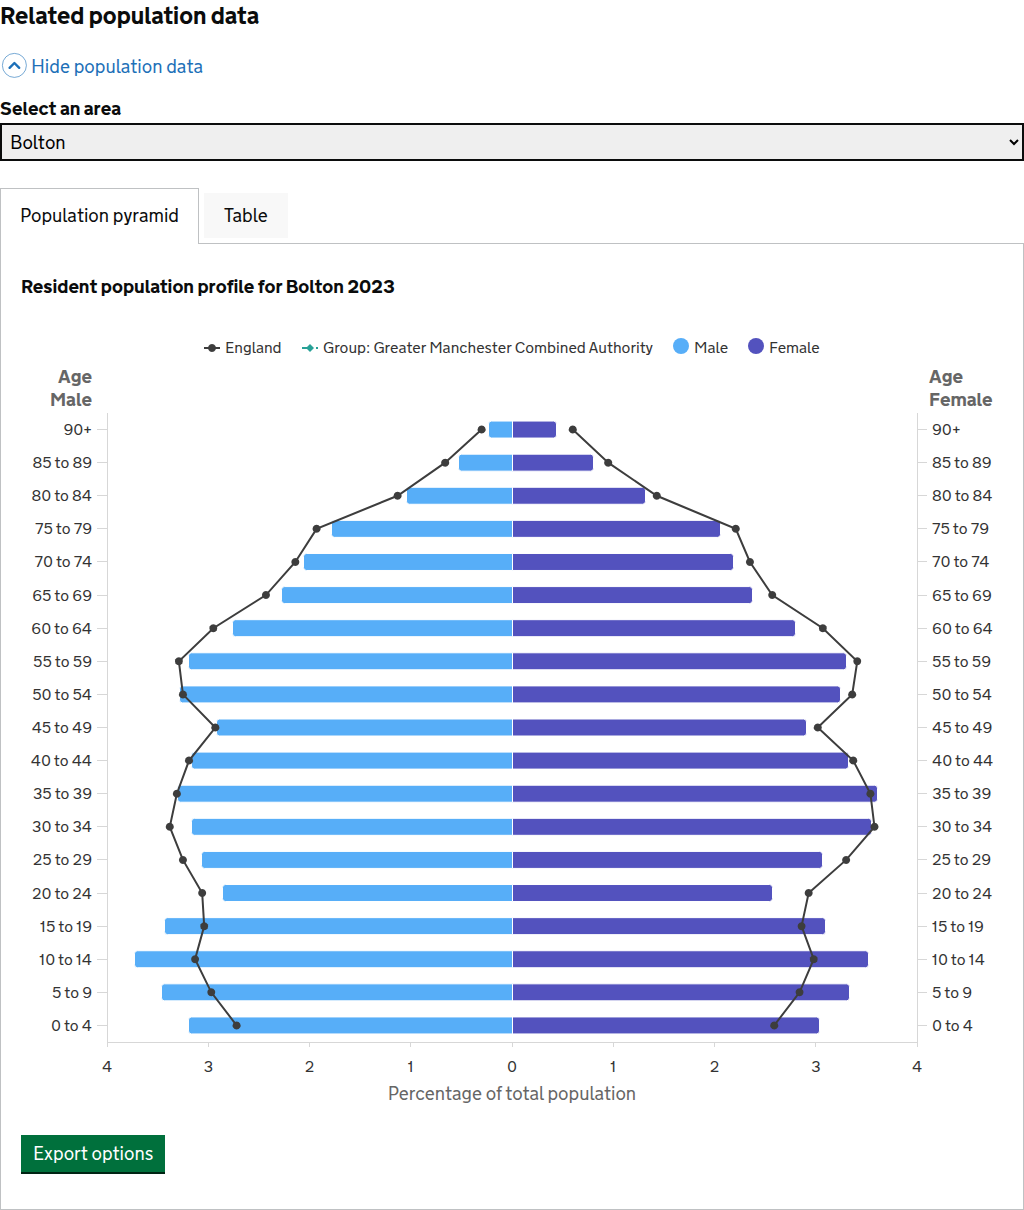 Related population data
Hide population data
Select an area
Bolton
Population pyramid
Table
Resident population profile for Bolton 2023
England
Group: Greater Manchester Combined Authority
Male
Female
Age
Male
Age
Female
90+
90+
85 to 89
85 to 89
80 to 84
80 to 84
75 to 79
75 to 79
70 to 74
70 to 74
65 to 69
65 to 69
60 to 64
60 to 64
55 to 59
55 to 59
50 to 54
50 to 54
45 to 49
45 to 49
40 to 44
40 to 44
35 to 39
35 to 39
30 to 34
30 to 34
25 to 29
25 to 29
20 to 24
20 to 24
15 to 19
15 to 19
10 to 14
10 to 14
5 to 9
5 to 9
0 to 4
0 to 4
4 3 2 1 0 1 2 3 4
Percentage of total population
Export options